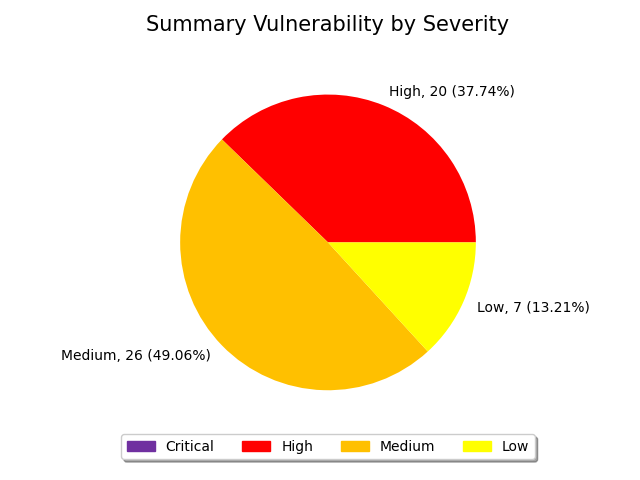 Summary Vulnerability by Severity
High, 20 (37.74%)
Low, 7 (13.21%)
Medium, 26 (49.06%)
Critical High Medium Low